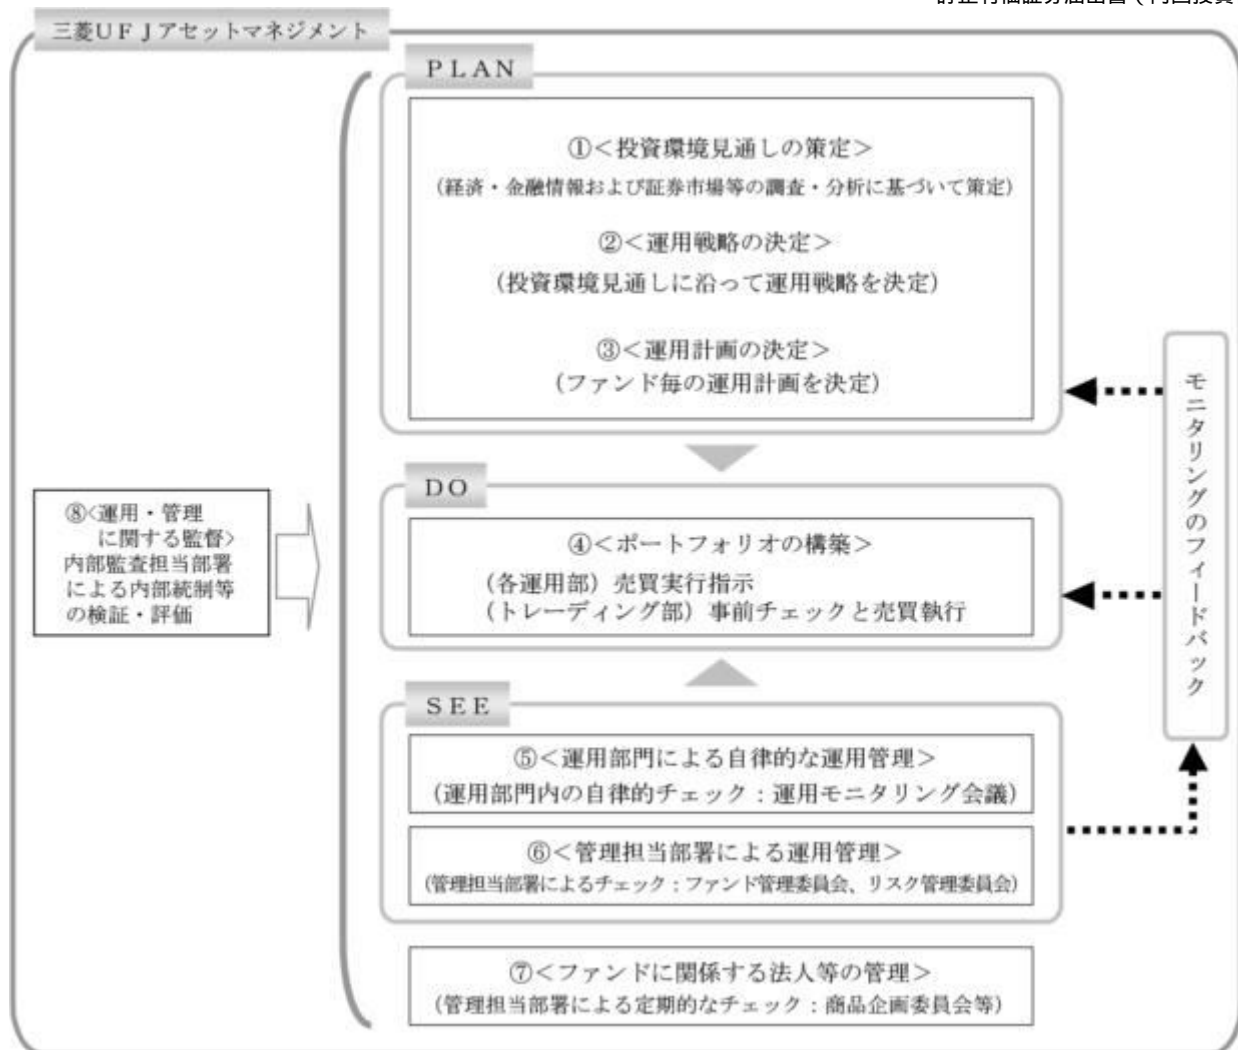 三菱UFJアセットマネジメント
PLAN
①<投資環境見通しの策定>
(経済・金融情報および証券市場等の調査・分析に基づいて策定)
②<運用戦略の決定>
(投資環境見通しに沿って運用戦略を決定)
③<運用計画の決定>
(ファンド毎の運用計画を決定)
DO
④<ポートフォリオの構築>
(各運用部)売買実行指示
(トレーディング部)事前チェックと売買執行
SEE
⑤<運用部門による自律的な運用管理>
(運用部門内の自律的チェック:運用モニタリング会議)
⑥<管理担当部署による運用管理>
(管理担当部署によるチェック:ファンド管理委員会、リスク管理委員会)
⑦<ファンドに関係する法人等の管理>
(管理担当部署による定期的なチェック:商品企画委員会等)
⑧<運用・管理
に関する監督>
内部監査担当部署
による内部統制等
の検証・評価
モニタリングのフィードバック